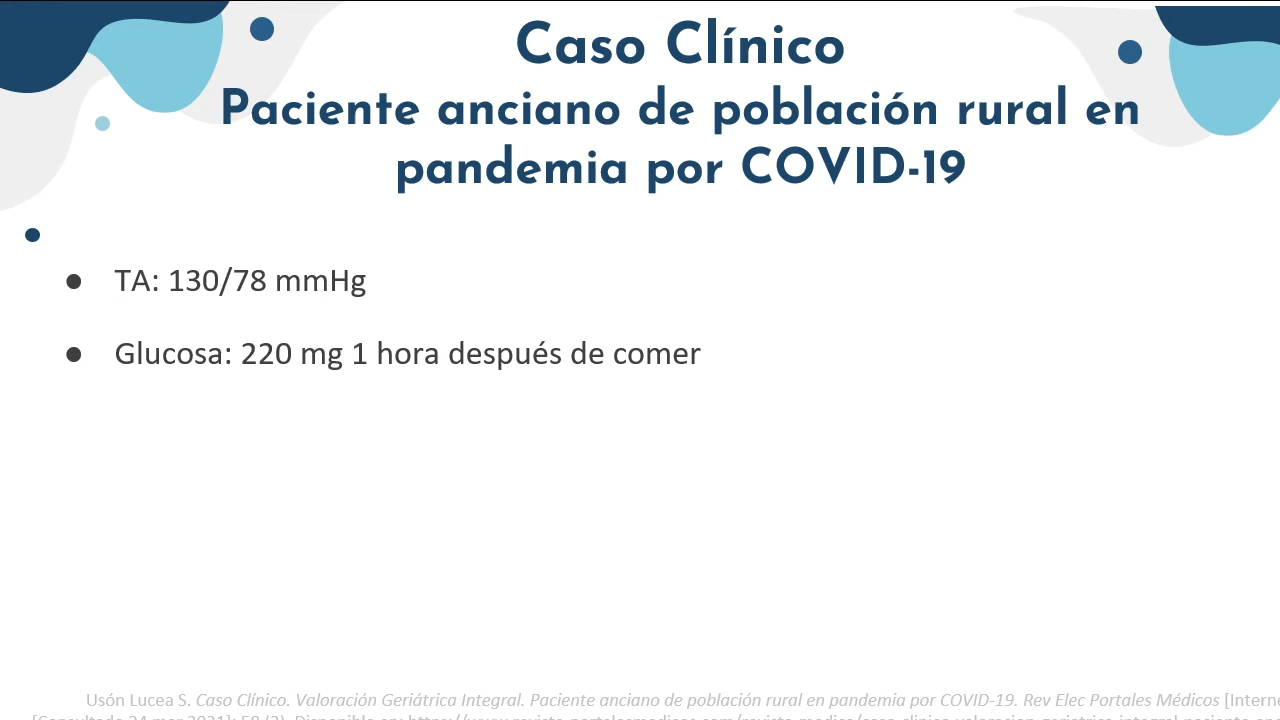 Caso Clínico
Paciente anciano de población rural en
pandemia por COVID-19
● TA: 130/78 mmHg
● Glucosa: 220 mg 1 hora después de comer
Usón Lucea S. Caso Clínico. Valoración Geriátrica Integral. Paciente anciano de población rural en pandemia por COVID-19. Rev Elec Portales Médicos [Interne